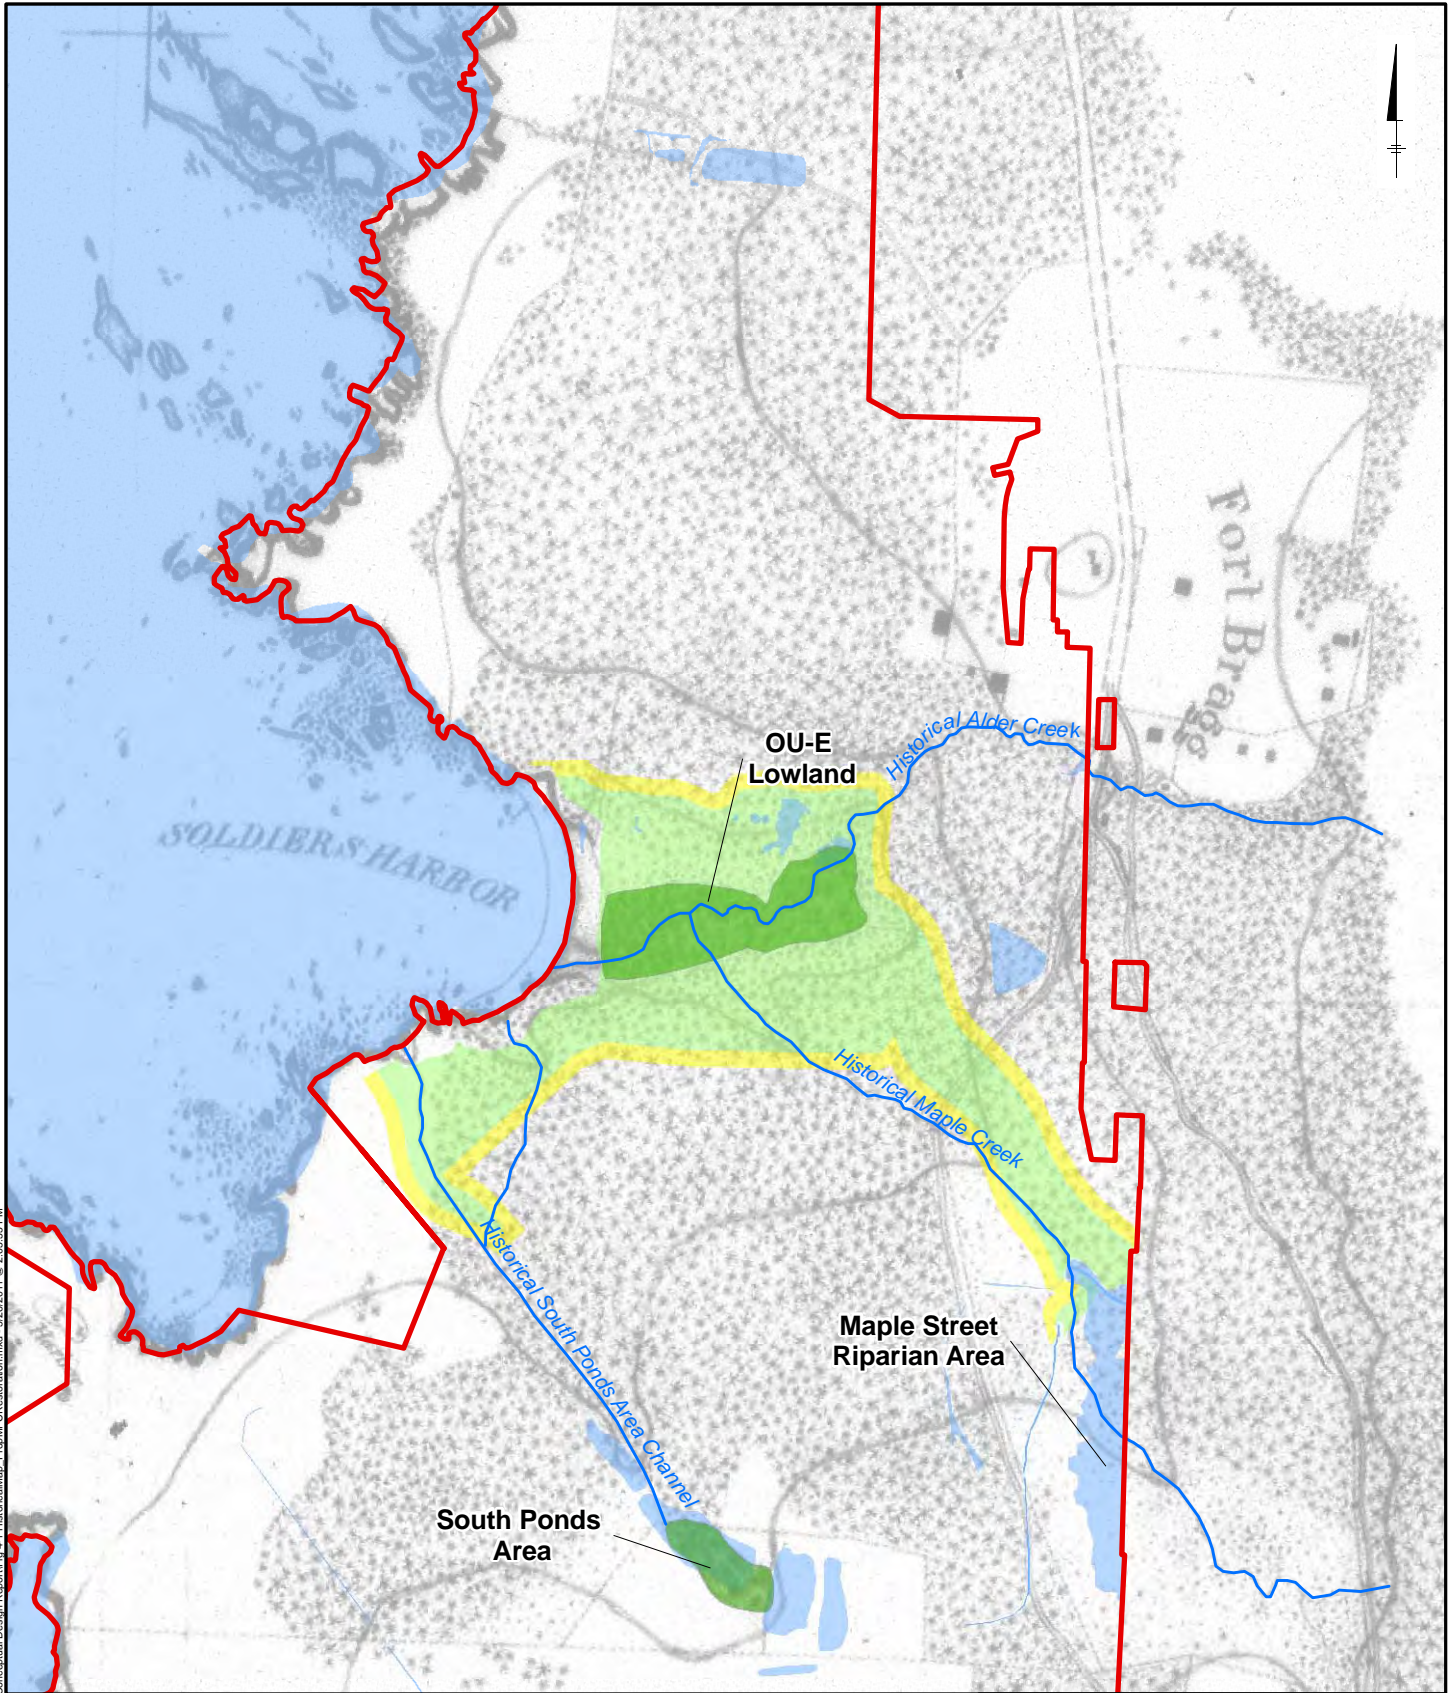 Fort Bragg
Historical Alder Creek
OU-E
Lowland
SOLDIERS HARBOR
Historical Maple Creek
Historical South Ponds Area Channel
Maple Street
Riparian Area
South Ponds
Area